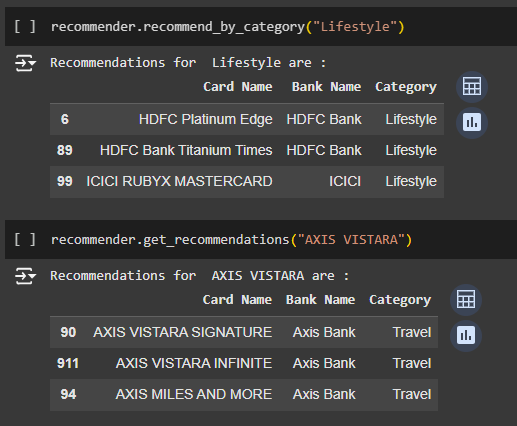 [ ] recommender.recommend_by_category("Lifestyle")
Recommendations for  Lifestyle are :
Card Name Bank Name Category
6 HDFC Platinum Edge HDFC Bank Lifestyle
89 HDFC Bank Titanium Times HDFC Bank Lifestyle
99 ICICI RUBYX MASTERCARD ICICI Lifestyle
[ ] recommender.get_recommendations("AXIS VISTARA")
Recommendations for  AXIS VISTARA are :
Card Name Bank Name Category
90 AXIS VISTARA SIGNATURE Axis Bank Travel
911 AXIS VISTARA INFINITE Axis Bank Travel
94 AXIS MILES AND MORE Axis Bank Travel